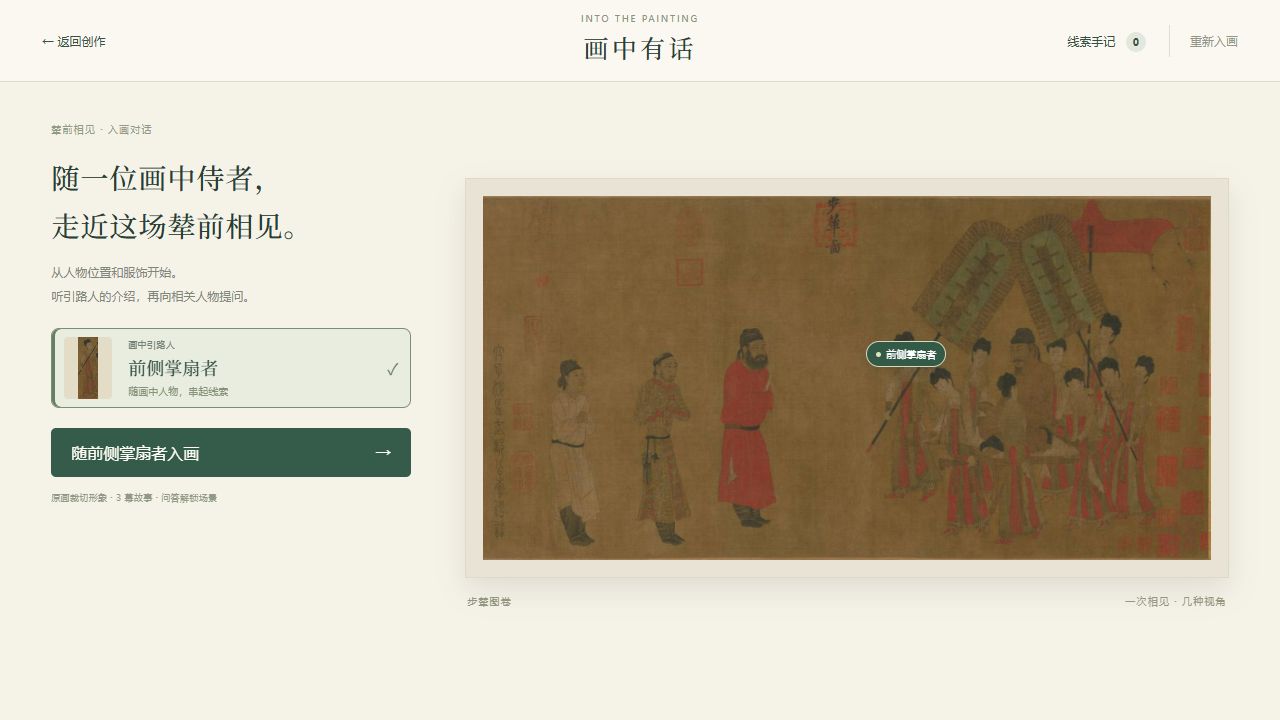 ← 返回创作
INTO THE PAINTING
画中有话
线索手记 0
重新入画
辇前相见 · 入画对话
随一位画中侍者，
走近这场辇前相见。
从人物位置和服饰开始。
听引路人的介绍，再向相关人物提问。
画中引路人
前侧掌扇者 ✓
随画中人物，串起线索
随前侧掌扇者入画 →
原画裁切形象 · 3 幕故事 · 问答解锁场景
步辇图
前侧掌扇者
步辇图卷
一次相见 · 几种视角